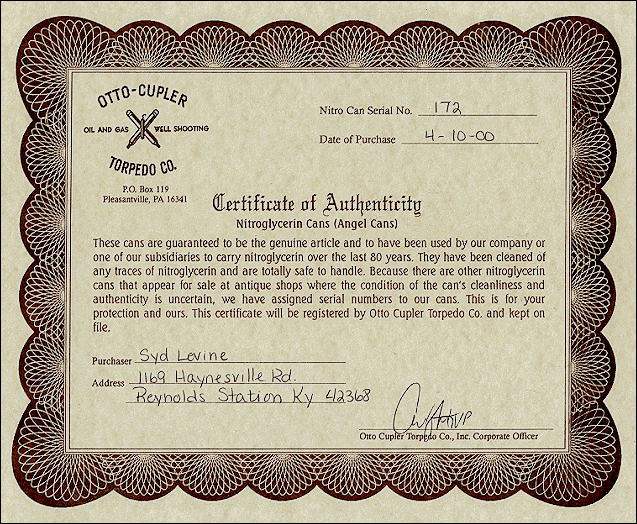 OTTO-CUPLER
OIL AND GAS WELL SHOOTING
TORPEDO CO.
P.O. Box 119
Pleasantville, PA 16341
Nitro Can Serial No. 172
Date of Purchase 4-10-00
Certificate of Authenticity
Nitroglycerin Cans (Angel Cans)
These cans are guaranteed to be the genuine article and to have been used by our company or
one of our subsidiaries to carry nitroglycerin over the last 80 years. They have been cleaned of
any traces of nitroglycerin and are totally safe to handle. Because there are other nitroglycerin
cans that appear for sale at antique shops where the condition of the can's cleanliness and
authenticity is uncertain, we have assigned serial numbers to our cans. This is for your
protection and ours. This certificate will be registered by Otto Cupler Torpedo Co. and kept on
file.
Purchaser Syd Levine
Address 1169 Haynesville Rd.
Reynolds Station Ky 42368
VP
Otto Cupler Torpedo Co., Inc. Corporate Officer